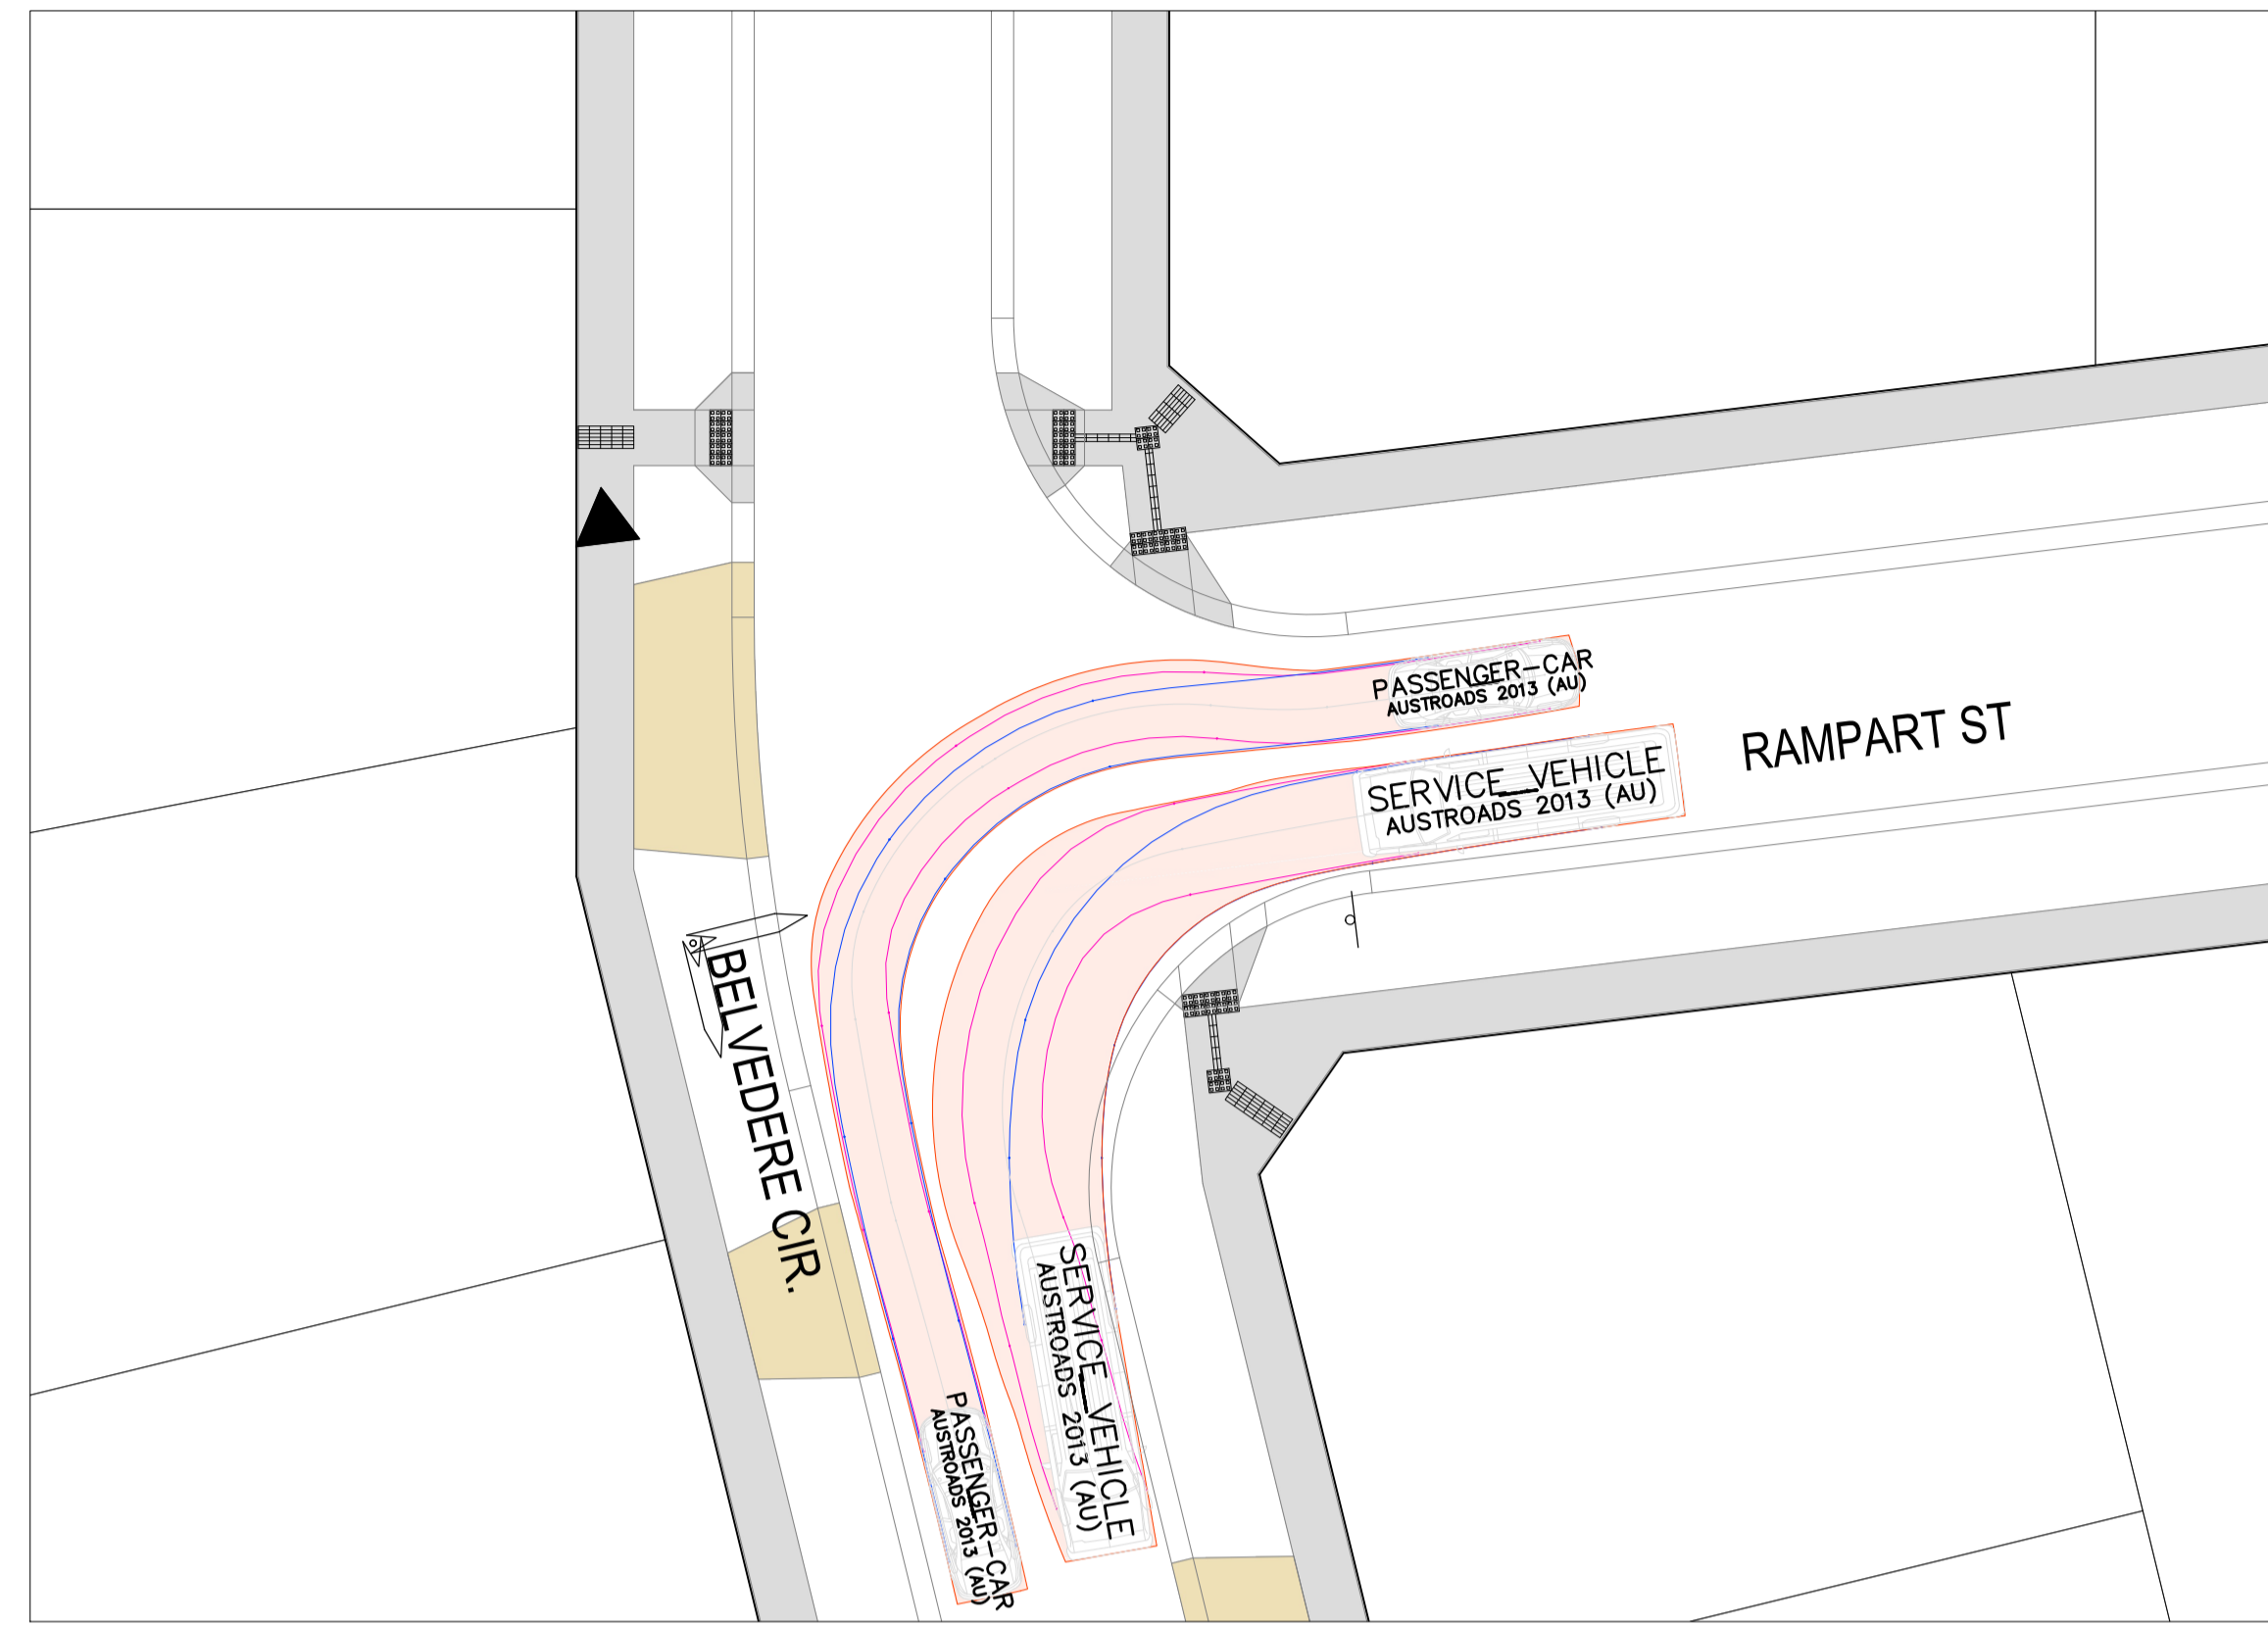 PASSENGER-CAR
AUSTROADS 2013 (AU)
RAMPART ST
SERVICE_VEHICLE
AUSTROADS 2013 (AU)
BELVEDERE CIR.
SERVICE_VEHICLE
AUSTROADS 2013 (AU)
PASSENGER-CAR
AUSTROADS 2013 (AU)